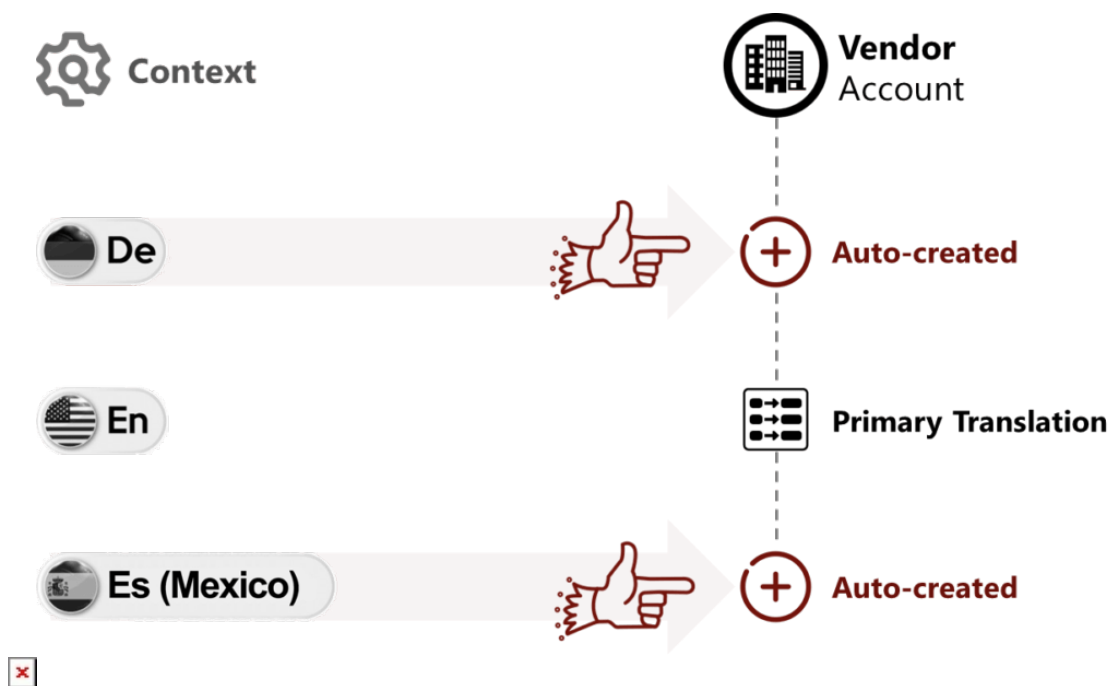 Context
Vendor
Account
De
Auto-created
En
Primary Translation
Es (Mexico)
Auto-created